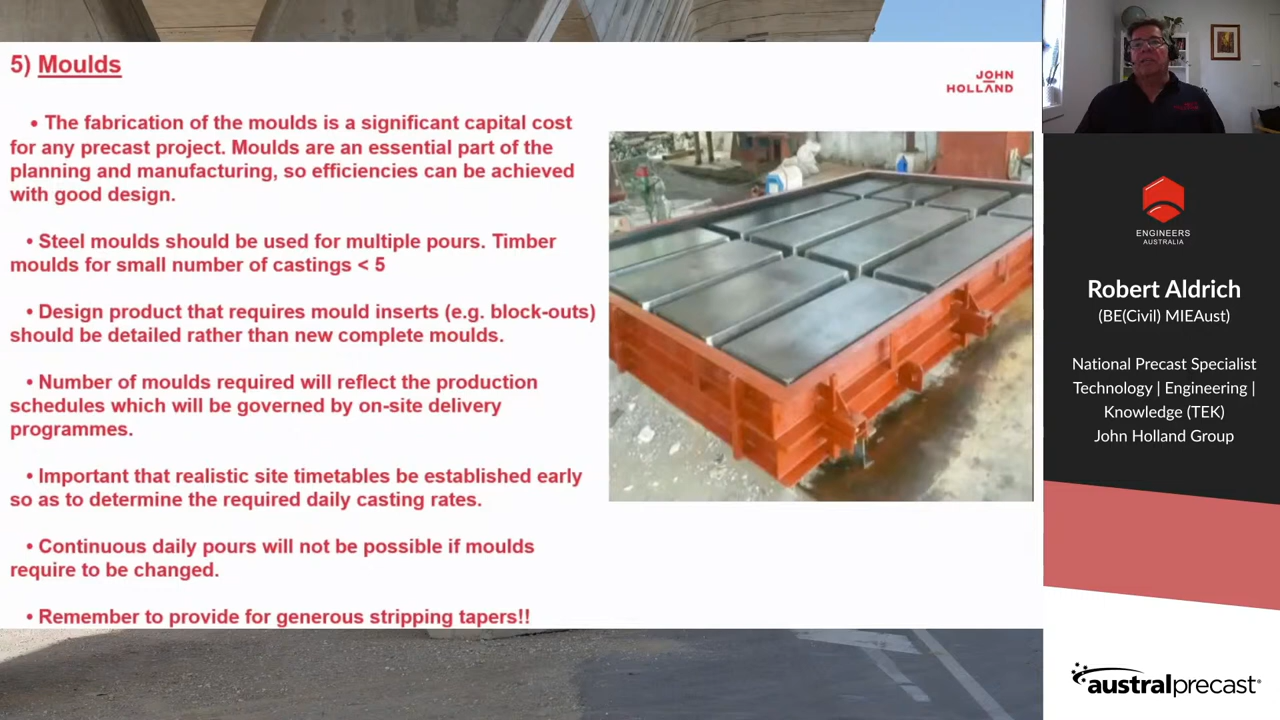 5) Moulds
JOHN
HOLLAND
• The fabrication of the moulds is a significant capital cost
for any precast project. Moulds are an essential part of the
planning and manufacturing, so efficiencies can be achieved
with good design.
• Steel moulds should be used for multiple pours. Timber
moulds for small number of castings < 5
• Design product that requires mould inserts (e.g. block-outs)
should be detailed rather than new complete moulds.
• Number of moulds required will reflect the production
schedules which will be governed by on-site delivery
programmes.
• Important that realistic site timetables be established early
so as to determine the required daily casting rates.
• Continuous daily pours will not be possible if moulds
require to be changed.
• Remember to provide for generous stripping tapers!!
ENGINEERS
AUSTRALIA
Robert Aldrich
(BE(Civil) MIEAust)
National Precast Specialist
Technology | Engineering |
Knowledge (TEK)
John Holland Group
australprecast®